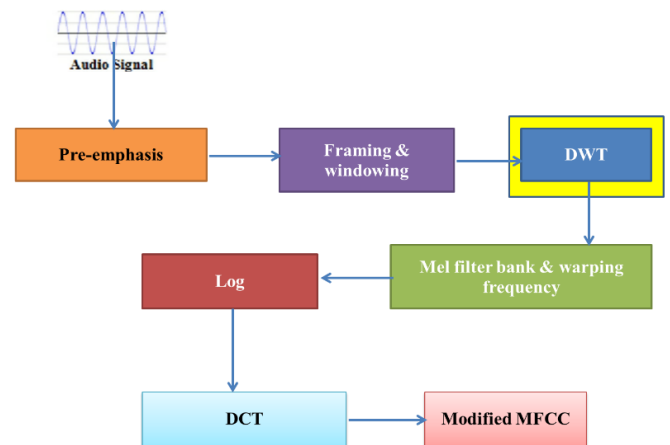 Audio Signal
Pre-emphasis
Framing &
windowing
DWT
Mel filter bank & warping
frequency
Log
DCT
Modified MFCC